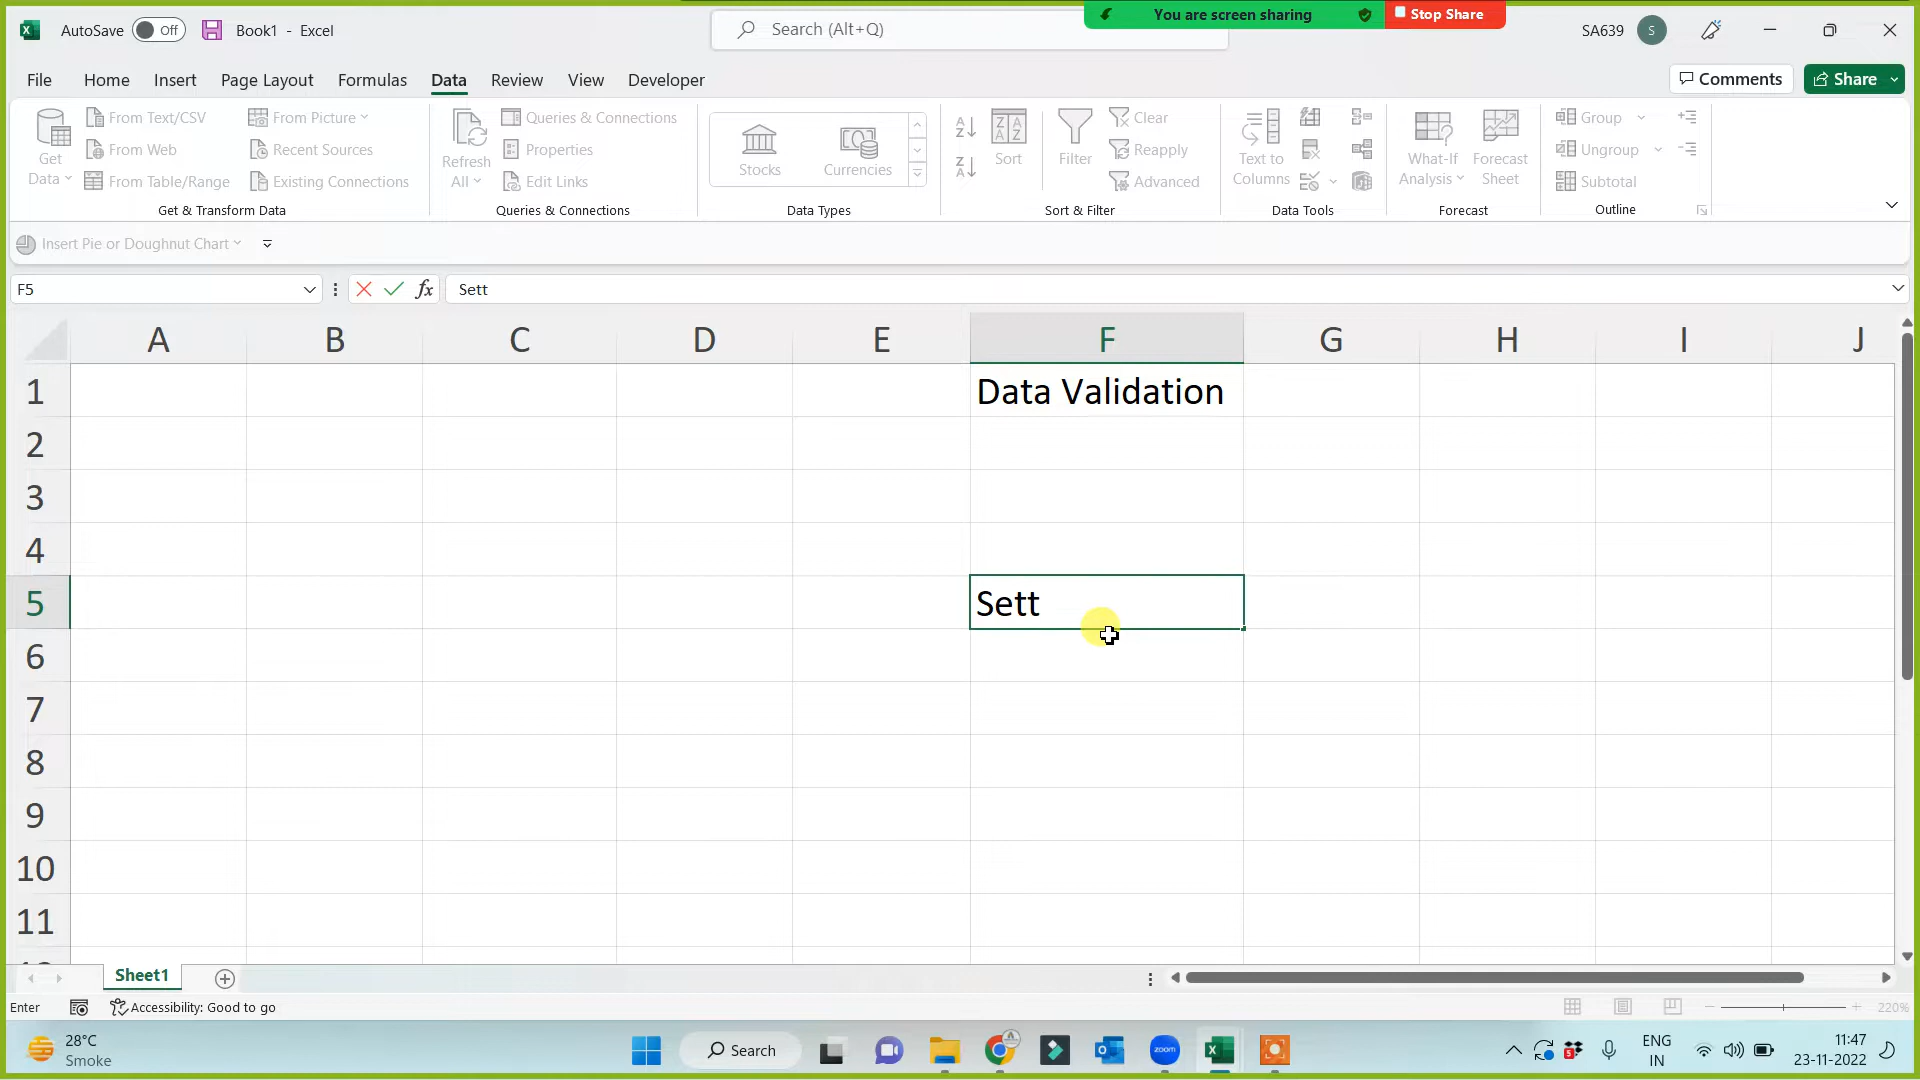 AutoSave Off Book1 - Excel Search (Alt+Q) You are screen sharing Stop Share SA639 S
File Home Insert Page Layout Formulas Data Review View Developer Comments Share
Get Data
From Text/CSV
From Web
From Table/Range
From Picture
Recent Sources
Existing Connections
Get & Transform Data
Refresh All
Queries & Connections
Properties
Edit Links
Queries & Connections
Stocks Currencies
Data Types
Sort
Filter
Clear
Reapply
Advanced
Sort & Filter
Text to Columns
Data Tools
What-If Analysis
Forecast Sheet
Forecast
Group
Ungroup
Subtotal
Outline
Insert Pie or Doughnut Chart
F5 fx Sett
A B C D E F G H I J
1 Data Validation
2
3
4
5 Sett
6
7
8
9
10
11
Sheet1
Enter Accessibility: Good to go 220%
28°C
Smoke
Search
zoom
ENG
IN
11:47
23-11-2022